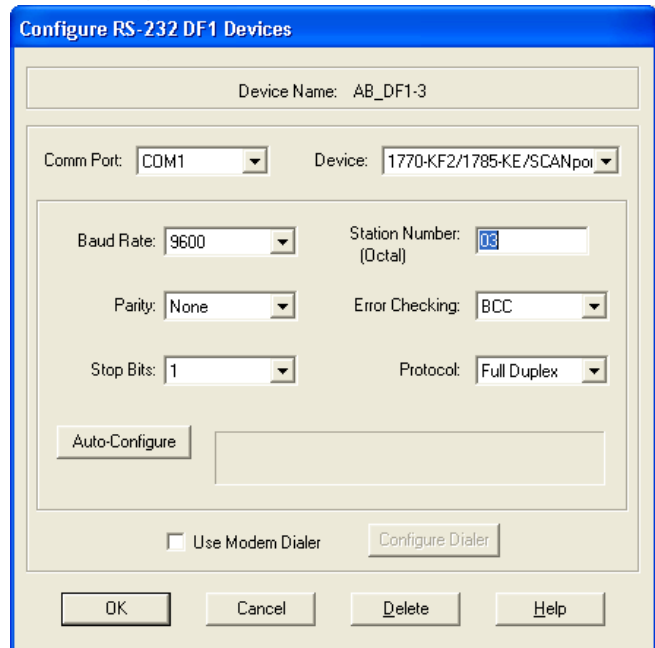 Configure RS-232 DF1 Devices
Device Name: AB_DF1-3
Comm Port: COM1 Device: 1770-KF2/1785-KE/SCANpor
Baud Rate: 9600 Station Number: 03
(Octal)
Parity: None Error Checking: BCC
Stop Bits: 1 Protocol: Full Duplex
Auto-Configure
Use Modem Dialer Configure Dialer
OK Cancel Delete Help